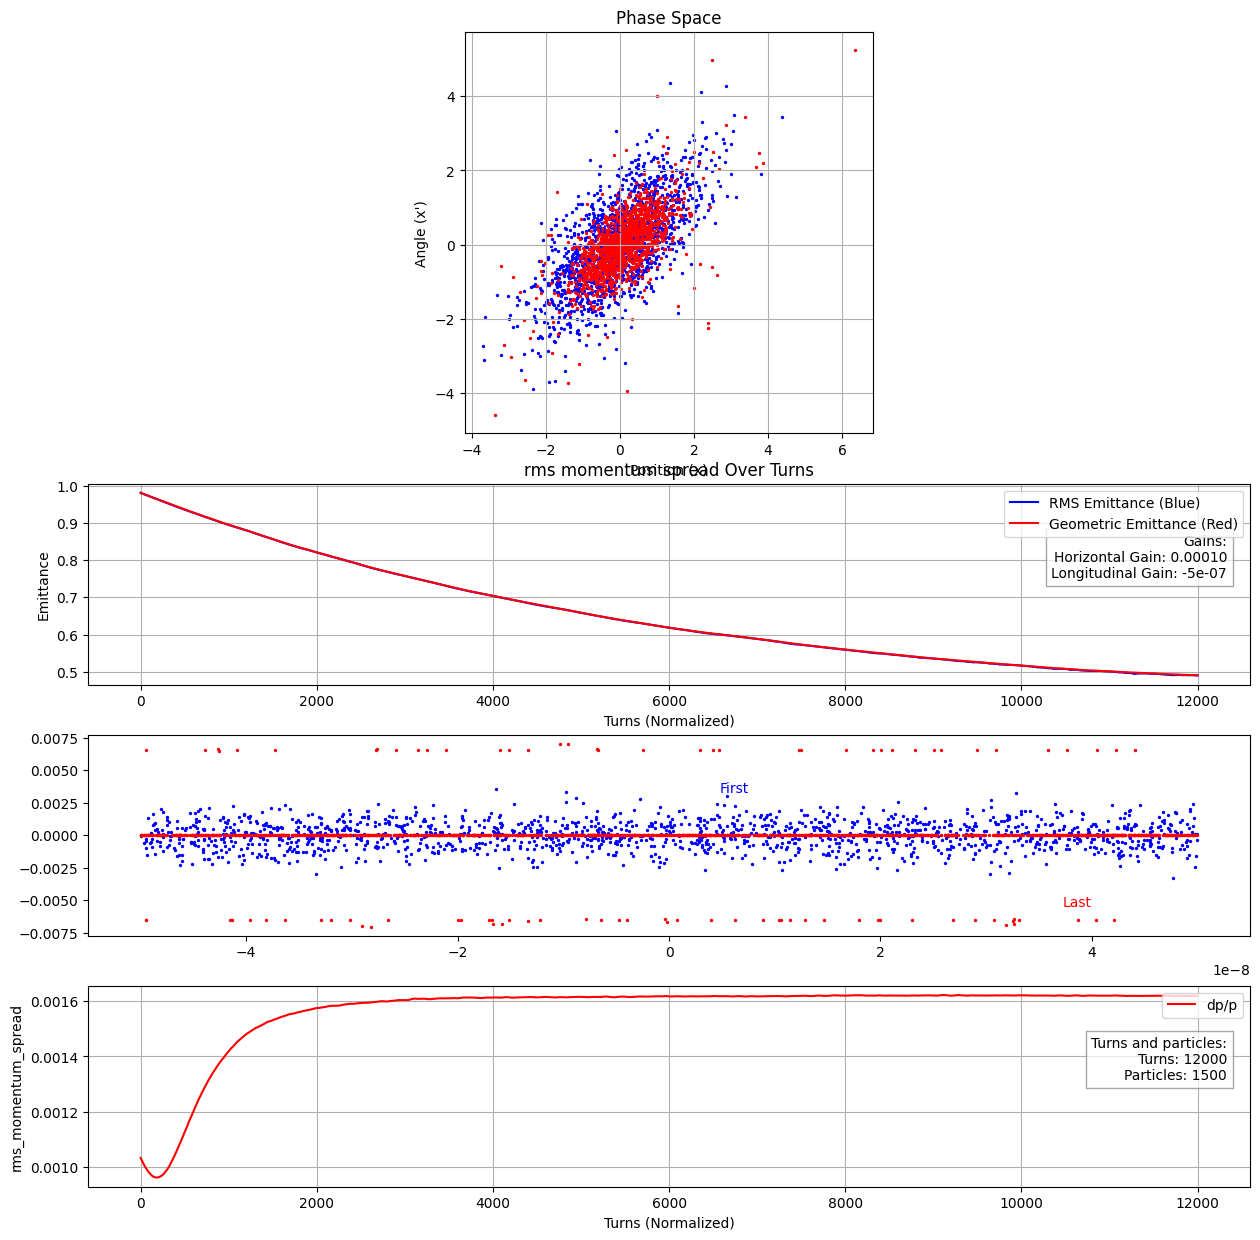 Phase Space
4
2
0
−2
−4
Angle (x')
−4 −2 0 2 4 6
Position (x)
rms momentum spread Over Turns
1.0
0.9
0.8
0.7
0.6
0.5
Emittance
RMS Emittance (Blue)
Geometric Emittance (Red)
Gains:
Horizontal Gain: 0.00010
Longitudinal Gain: -5e-07
0 2000 4000 6000 8000 10000 12000
Turns (Normalized)
0.0075
0.0050
0.0025
0.0000
−0.0025
−0.0050
−0.0075
First
Last
−4 −2 0 2 4
1e−8
0.0016
0.0014
0.0012
0.0010
rms_momentum_spread
dp/p
Turns and particles:
Turns: 12000
Particles: 1500
0 2000 4000 6000 8000 10000 12000
Turns (Normalized)